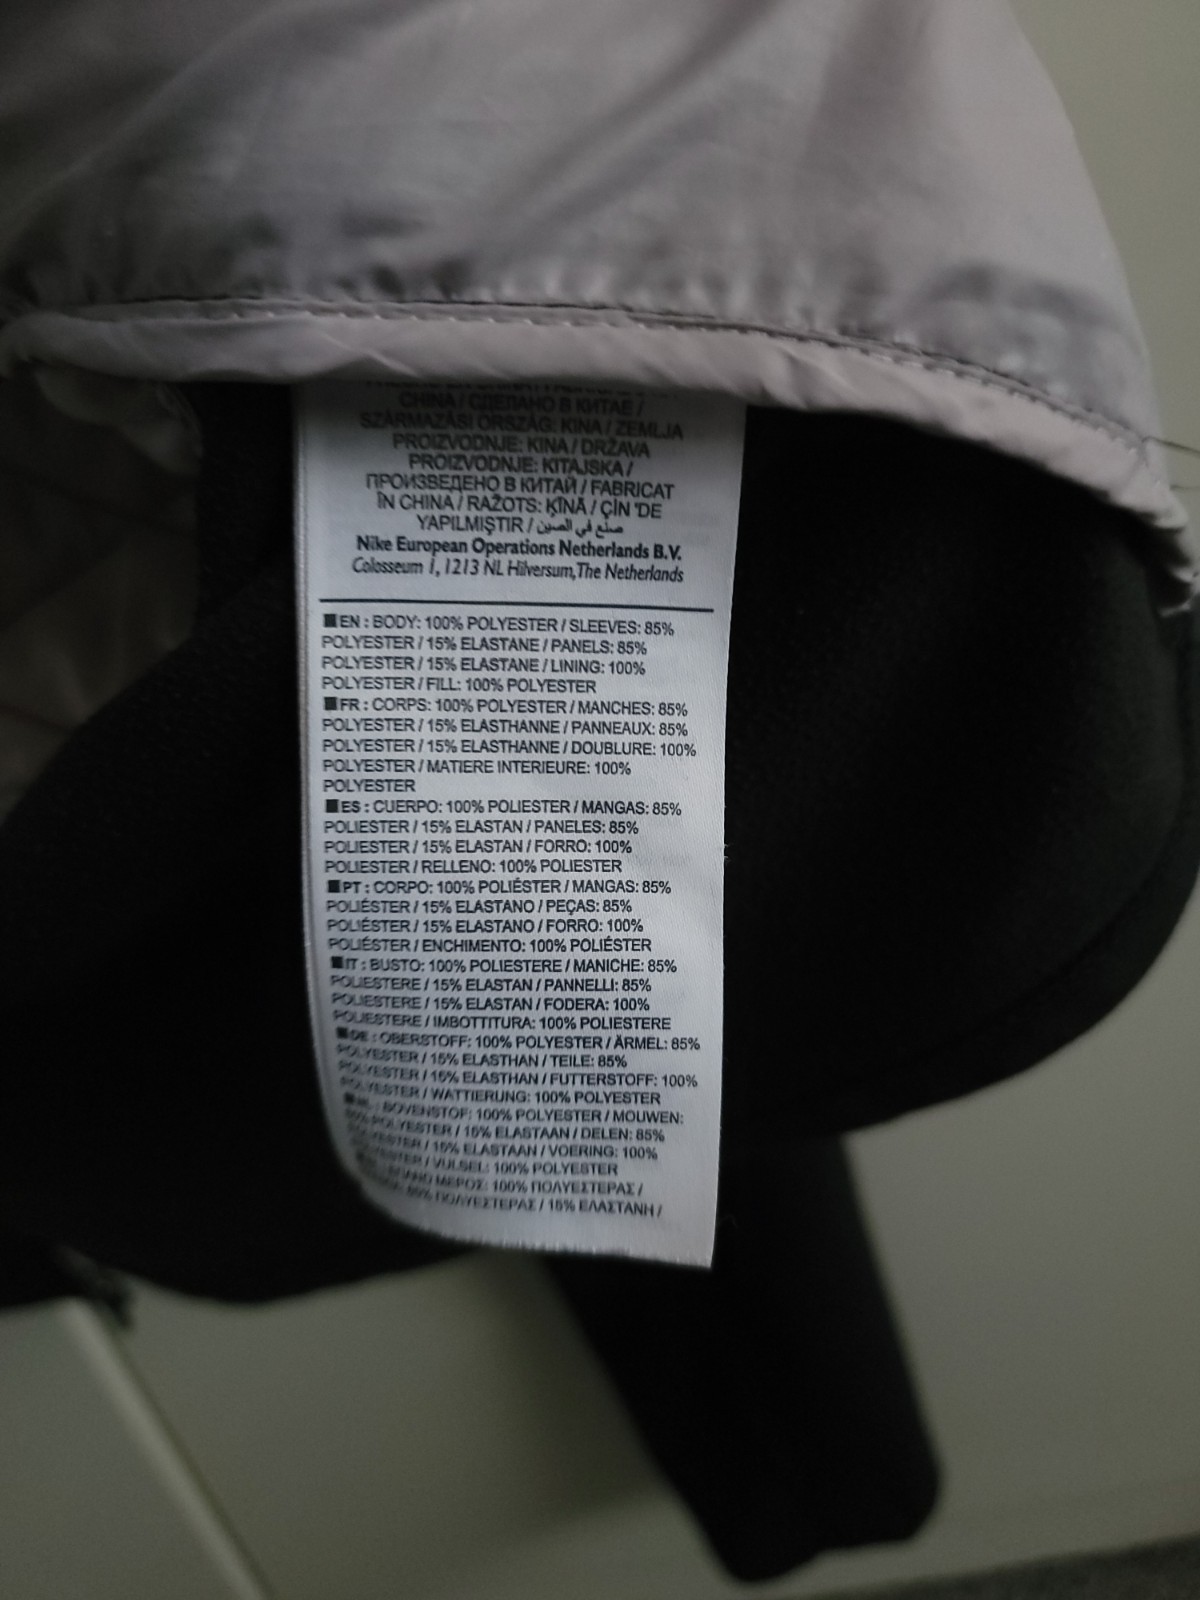 CHINA / СДЕЛАНО В КИТАЕ /
SZÁRMAZÁSI ORSZÁG: KINA / ZEMLJA
PROIZVODNJE: KINA / DRŽAVA
PROIZVODNJE: KITAJSKA /
ПРОИЗВЕДЕНО В КИТАЙ / FABRICAT
ÎN CHINA / RAŽOTS: ĶĪNĀ / ÇİN 'DE
YAPILMIŞTIR / صنع في الصين
Nike European Operations Netherlands B.V.
Colosseum 1, 1213 NL Hilversum, The Netherlands
■EN : BODY: 100% POLYESTER / SLEEVES: 85%
POLYESTER / 15% ELASTANE / PANELS: 85%
POLYESTER / 15% ELASTANE / LINING: 100%
POLYESTER / FILL: 100% POLYESTER
■FR : CORPS: 100% POLYESTER / MANCHES: 85%
POLYESTER / 15% ELASTHANNE / PANNEAUX: 85%
POLYESTER / 15% ELASTHANNE / DOUBLURE: 100%
POLYESTER / MATIERE INTERIEURE: 100%
POLYESTER
■ES : CUERPO: 100% POLIESTER / MANGAS: 85%
POLIESTER / 15% ELASTAN / PANELES: 85%
POLIESTER / 15% ELASTAN / FORRO: 100%
POLIESTER / RELLENO: 100% POLIESTER
■PT : CORPO: 100% POLIÉSTER / MANGAS: 85%
POLIÉSTER / 15% ELASTANO / PEÇAS: 85%
POLIÉSTER / 15% ELASTANO / FORRO: 100%
POLIÉSTER / ENCHIMENTO: 100% POLIÉSTER
■IT : BUSTO: 100% POLIESTERE / MANICHE: 85%
POLIESTERE / 15% ELASTAN / PANNELLI: 85%
POLIESTERE / 15% ELASTAN / FODERA: 100%
POLIESTERE / IMBOTTITURA: 100% POLIESTERE
■DE : OBERSTOFF: 100% POLYESTER / ÄRMEL: 85%
POLYESTER / 15% ELASTHAN / TEILE: 85%
POLYESTER / 15% ELASTHAN / FUTTERSTOFF: 100%
POLYESTER / WATTIERUNG: 100% POLYESTER
■NL : BOVENSTOF: 100% POLYESTER / MOUWEN:
85% POLYESTER / 15% ELASTAAN / DELEN: 85%
POLYESTER / 15% ELASTAAN / VOERING: 100%
POLYESTER / VULSEL: 100% POLYESTER
ΜΕΡΟΣ: 100% ΠΟΛΥΕΣΤΕΡΑΣ /
85% ΠΟΛΥΕΣΤΕΡΑΣ / 15% ΕΛΑΣΤΑΝΗ /